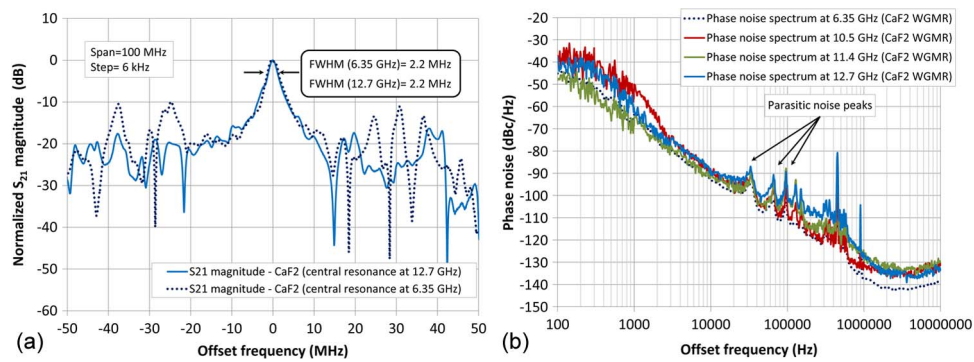 Normalized S21 magnitude (dB)
10
0
-10
-20
-30
-40
-50
-60
Span=100 MHz
Step= 6 kHz
FWHM (6.35 GHz)= 2.2 MHz
FWHM (12.7 GHz)= 2.2 MHz
S21 magnitude - CaF2 (central resonance at 12.7 GHz)
S21 magnitude - CaF2 (central resonance at 6.35 GHz)
-50 -40 -30 -20 -10 0 10 20 30 40 50
(a)
Offset frequency (MHz)
Phase noise (dBc/Hz)
-20
-30
-40
-50
-60
-70
-80
-90
-100
-110
-120
-130
-140
-150
Phase noise spectrum at 6.35 GHz (CaF2 WGMR)
Phase noise spectrum at 10.5 GHz (CaF2 WGMR)
Phase noise spectrum at 11.4 GHz (CaF2 WGMR)
Phase noise spectrum at 12.7 GHz (CaF2 WGMR)
Parasitic noise peaks
100 1000 10000 100000 1000000 10000000
(b)
Offset frequency (Hz)